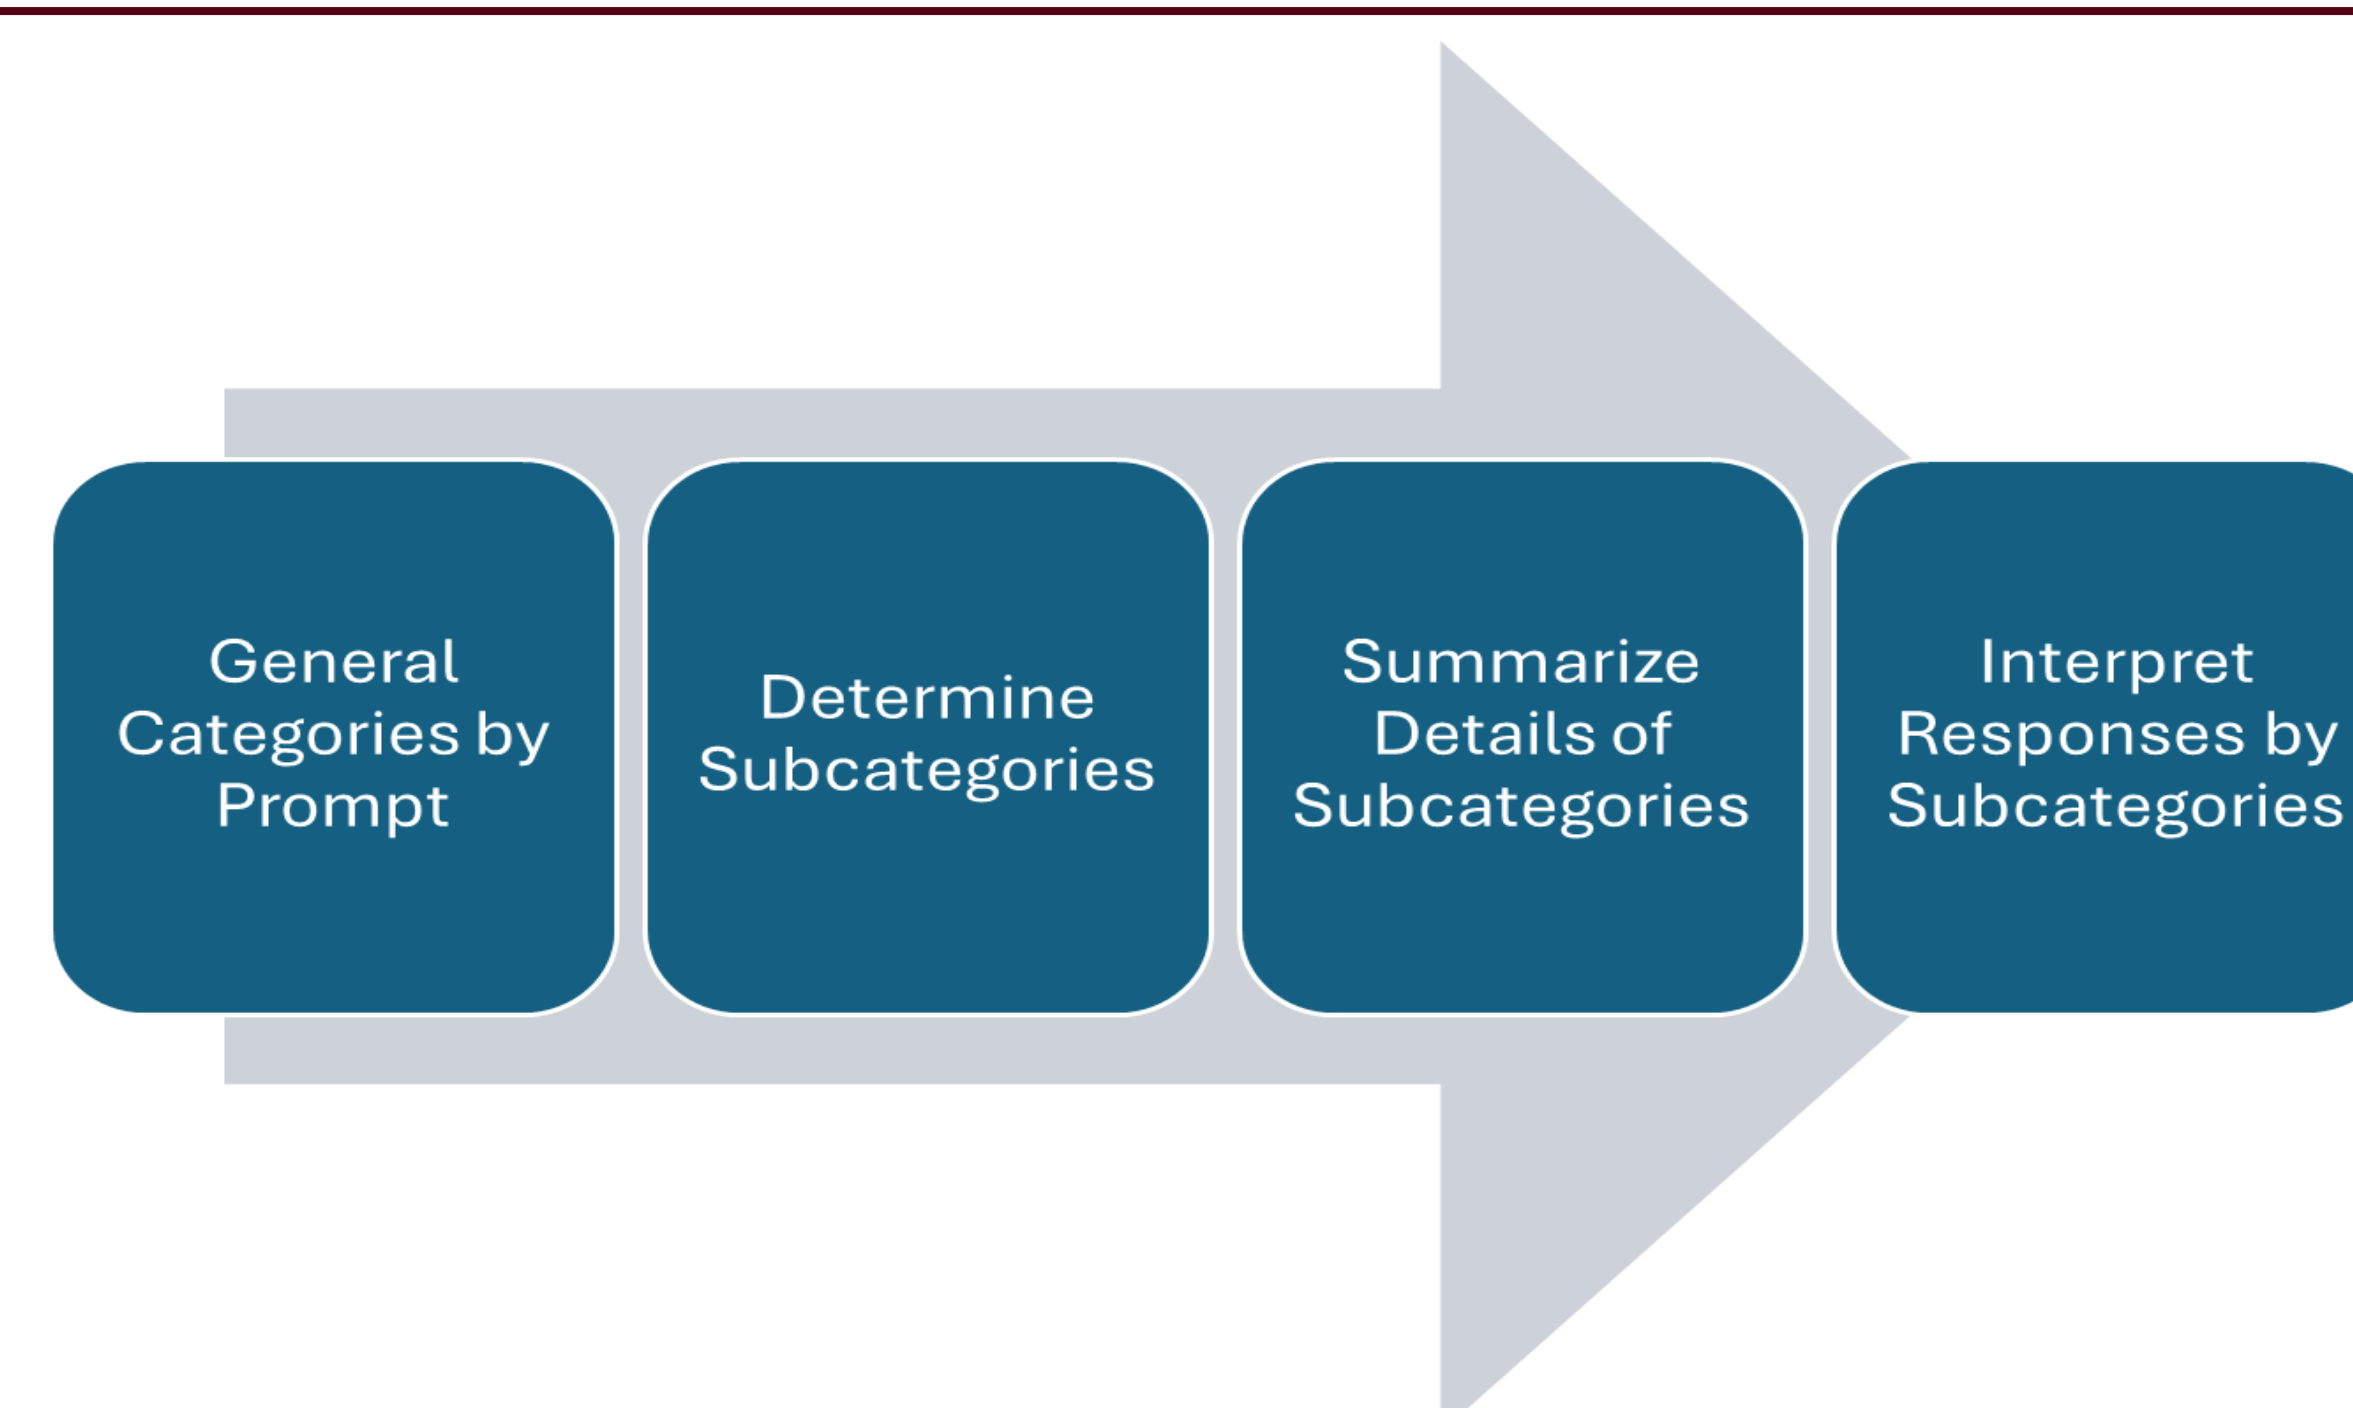 General
Categories by
Prompt
Determine
Subcategories
Summarize
Details of
Subcategories
Interpret
Responses by
Subcategories